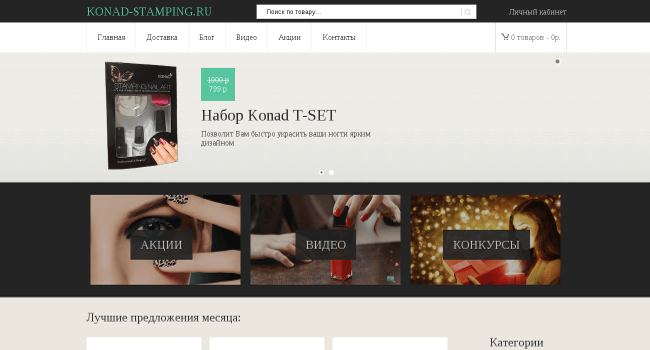 KONAD-STAMPING.RU
Поиск по товару...
Личный кабинет
Главная
Доставка
Блог
Видео
Акции
Контакты
0 товаров - 0р.
STAMPING NAIL ART
1000 р
799 р
Набор Konad T-SET
Позволит Вам быстро украсить ваши ногти ярким
дизайном
АКЦИИ
ВИДЕО
КОНКУРСЫ
Лучшие предложения месяца:
Категории